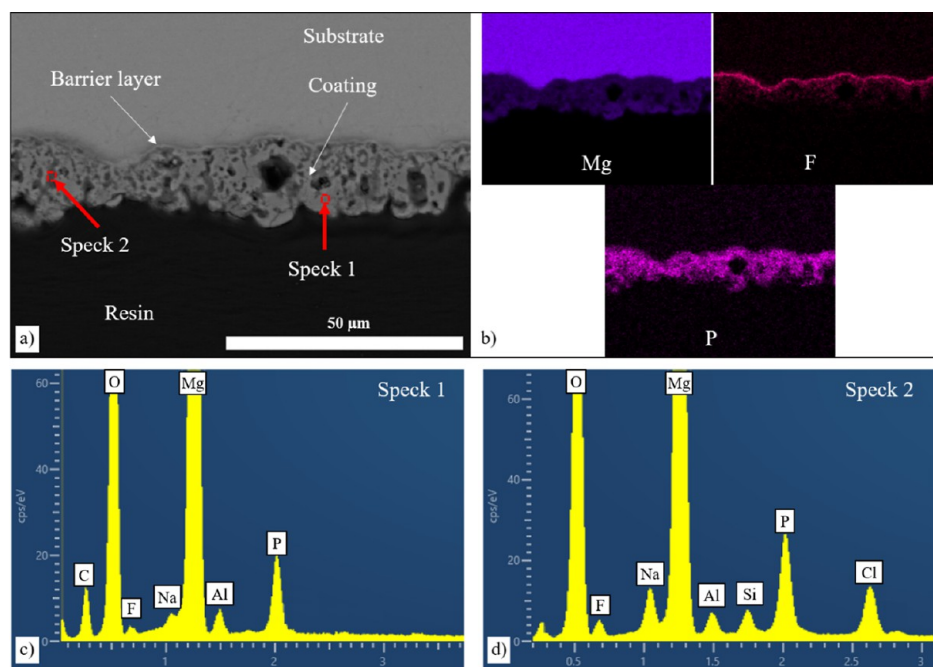 Substrate
Barrier layer
Coating
Speck 2
Speck 1
Resin
50 µm
a)
Mg
F
P
b)
Speck 1
O
Mg
C
F
Na
Al
P
60
40
20
0
cps/eV
1
2
3
c)
Speck 2
O
Mg
F
Na
Al
Si
P
Cl
60
40
20
0
cps/eV
0.5
1
1.5
2
2.5
3
d)